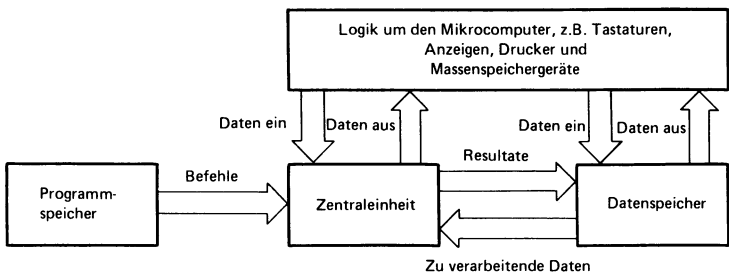 Logik um den Mikrocomputer, z.B. Tastaturen,
Anzeigen, Drucker und
Massenspeichergeräte
Daten ein
Daten aus
Daten ein
Daten aus
Programm-
speicher
Befehle
Zentraleinheit
Resultate
Datenspeicher
Zu verarbeitende Daten